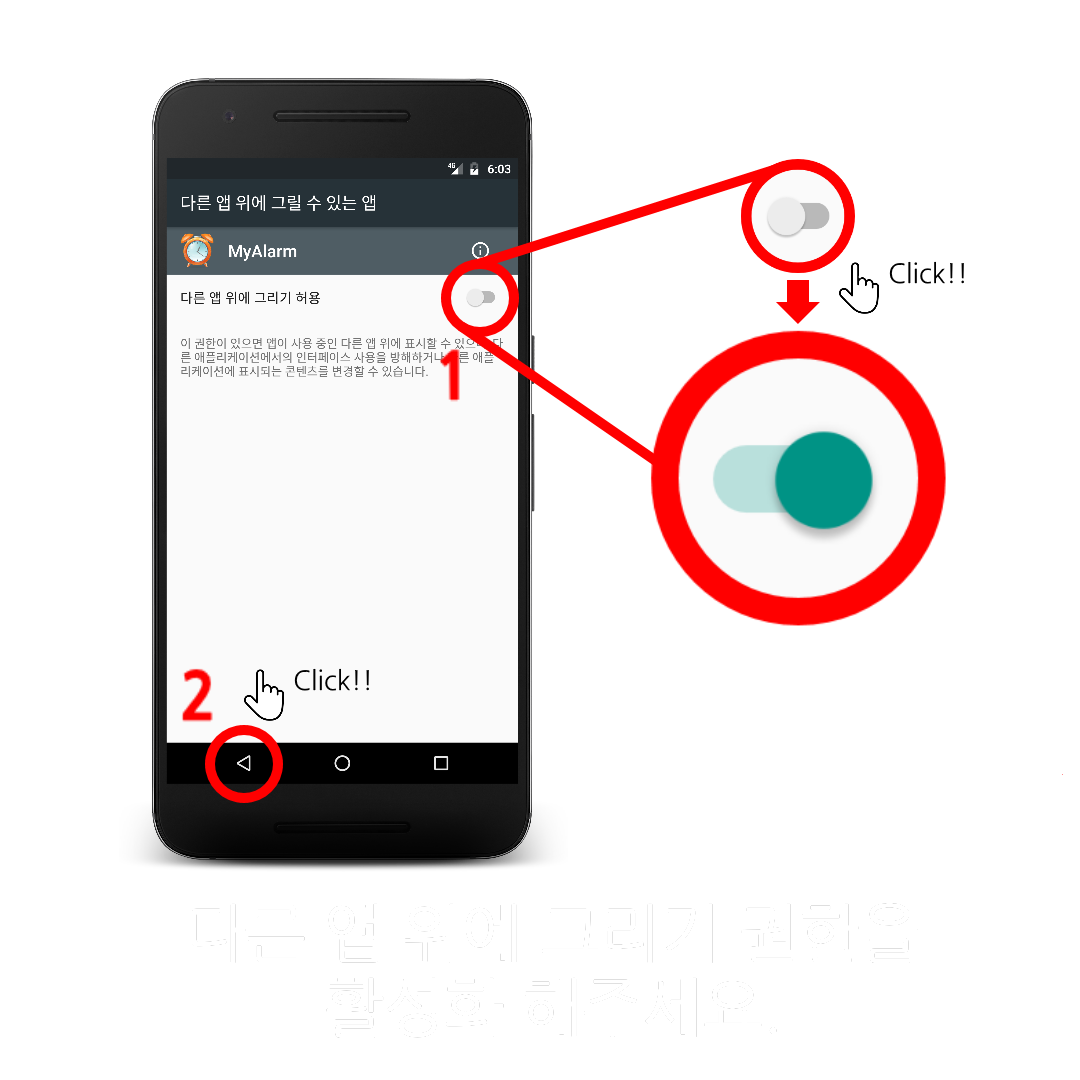 4G 6:03
다른 앱 위에 그릴 수 있는 앱
MyAlarm
다른 앱 위에 그리기 허용
이 권한이 있으면 앱이 사용 중인 다른 앱 위에 표시할 수 있으며 다
른 애플리케이션에서의 인터페이스 사용을 방해하거나 다른 애플
리케이션에 표시되는 콘텐츠를 변경할 수 있습니다.
1
Click!!
2
Click!!
다른 앱 위에 그리기 권한을
활성화 해주세요.